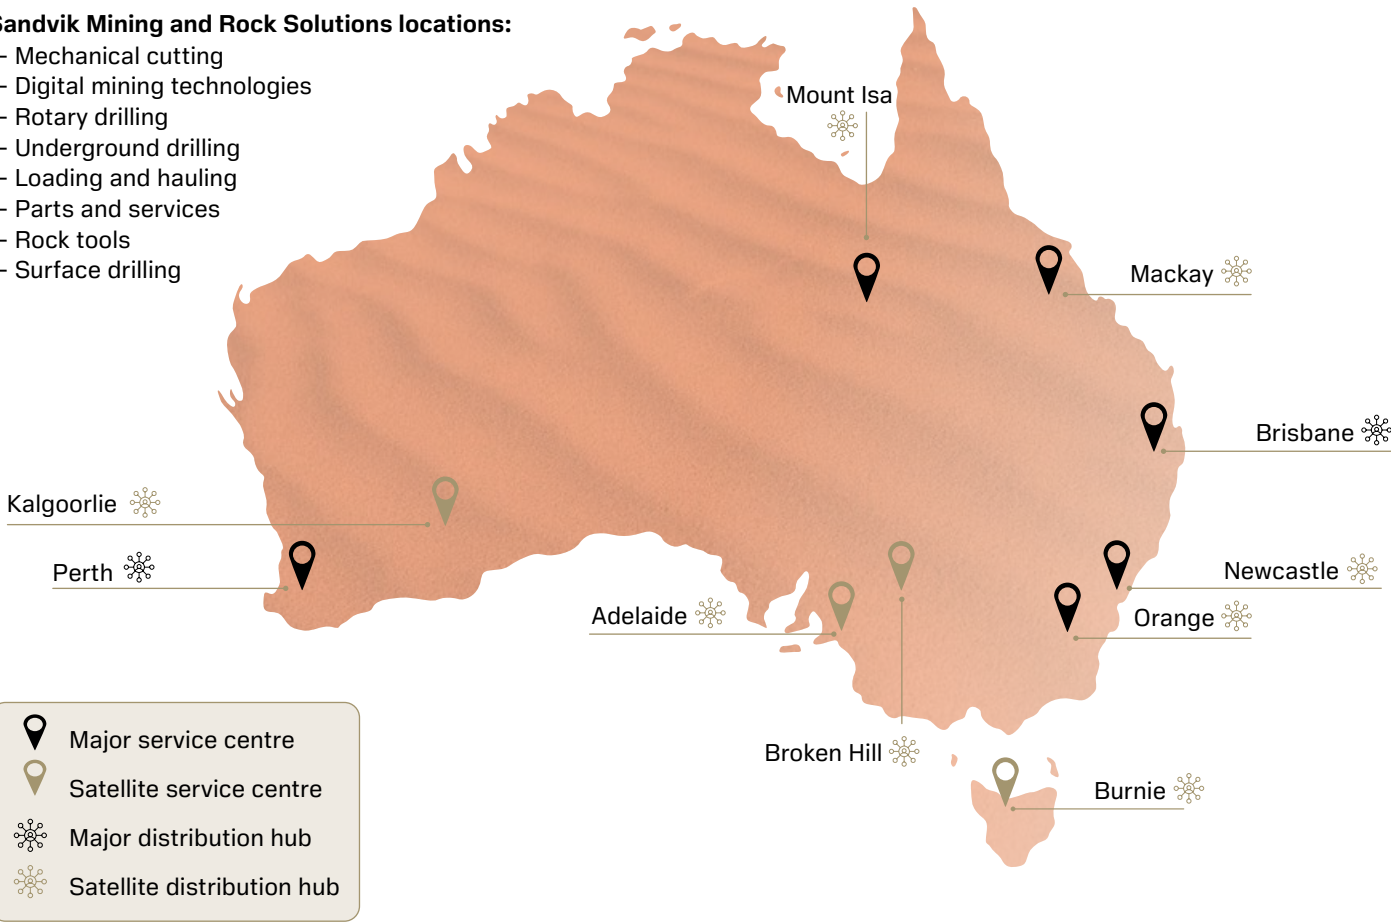 Sandvik Mining and Rock Solutions locations:
– Mechanical cutting
– Digital mining technologies
– Rotary drilling
– Underground drilling
– Loading and hauling
– Parts and services
– Rock tools
– Surface drilling
Mount Isa
Mackay
Brisbane
Kalgoorlie
Perth
Newcastle
Adelaide
Orange
Broken Hill
Burnie
Major service centre
Satellite service centre
Major distribution hub
Satellite distribution hub